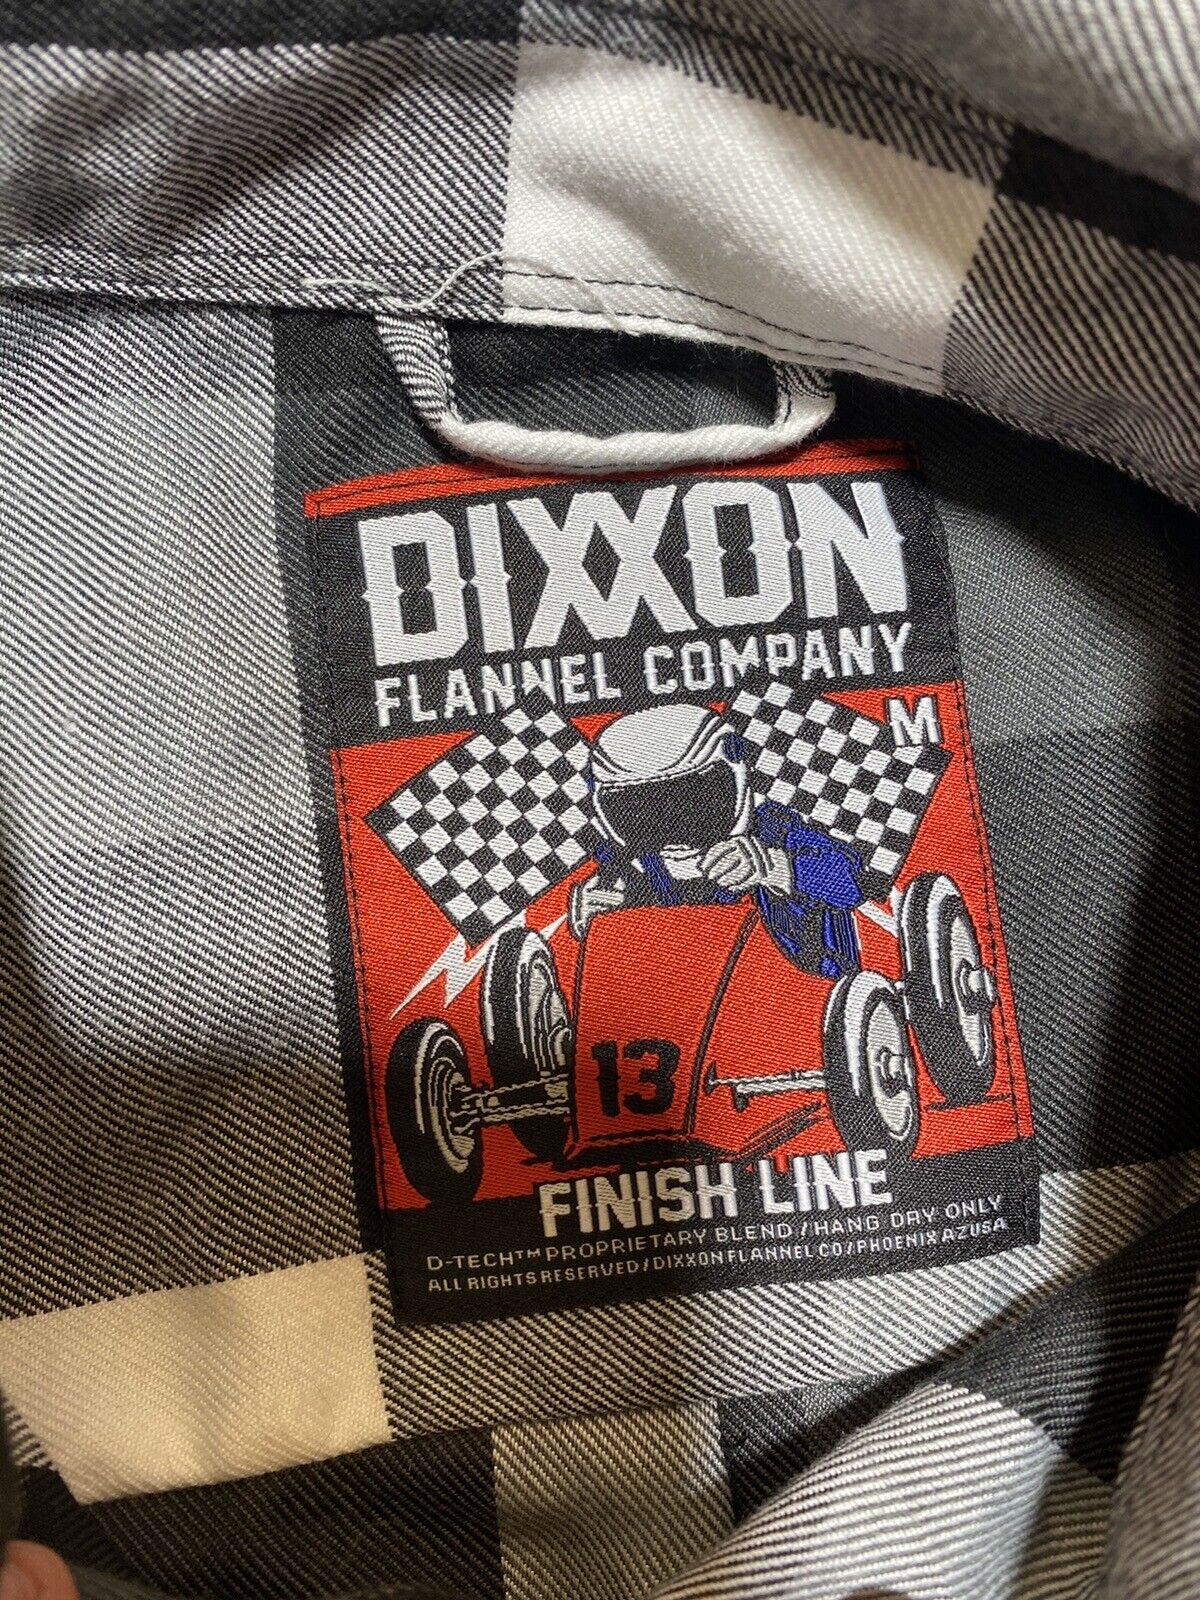 DIXXON
FLANNEL COMPANY
M
13
FINISH LINE
D-TECH™ PROPRIETARY BLEND / HANG DRY ONLY
ALL RIGHTS RESERVED / DIXXON FLANNEL CO / PHOENIX AZ USA